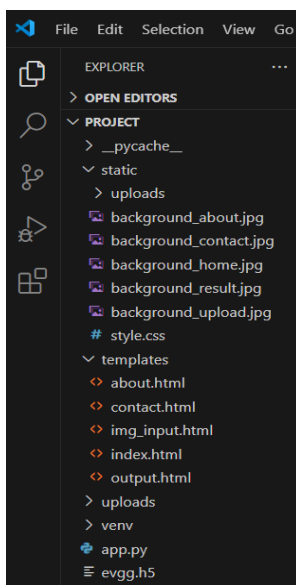 File Edit Selection View Go
EXPLORER ...
> OPEN EDITORS
PROJECT
> __pycache__
static
> uploads
background_about.jpg
background_contact.jpg
background_home.jpg
background_result.jpg
background_upload.jpg
# style.css
templates
<> about.html
<> contact.html
<> img_input.html
<> index.html
<> output.html
> uploads
> venv
app.py
evgg.h5